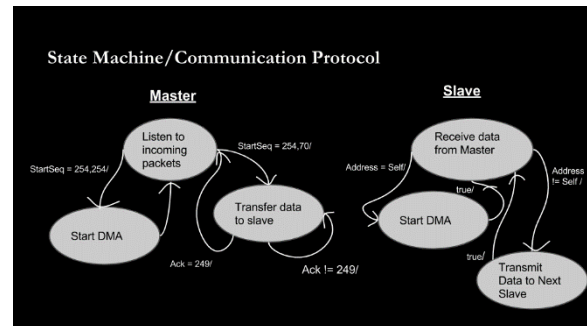 State Machine/Communication Protocol
Master
Listen to
incoming
packets
StartSeq = 254,70/
StartSeq = 254,254/
Transfer data
to slave
Start DMA
Ack = 249/
Ack != 249/
Slave
Receive data
from Master
Address = Self/
Address
!= Self /
true/
Start DMA
true/
Transmit
Data to Next
Slave